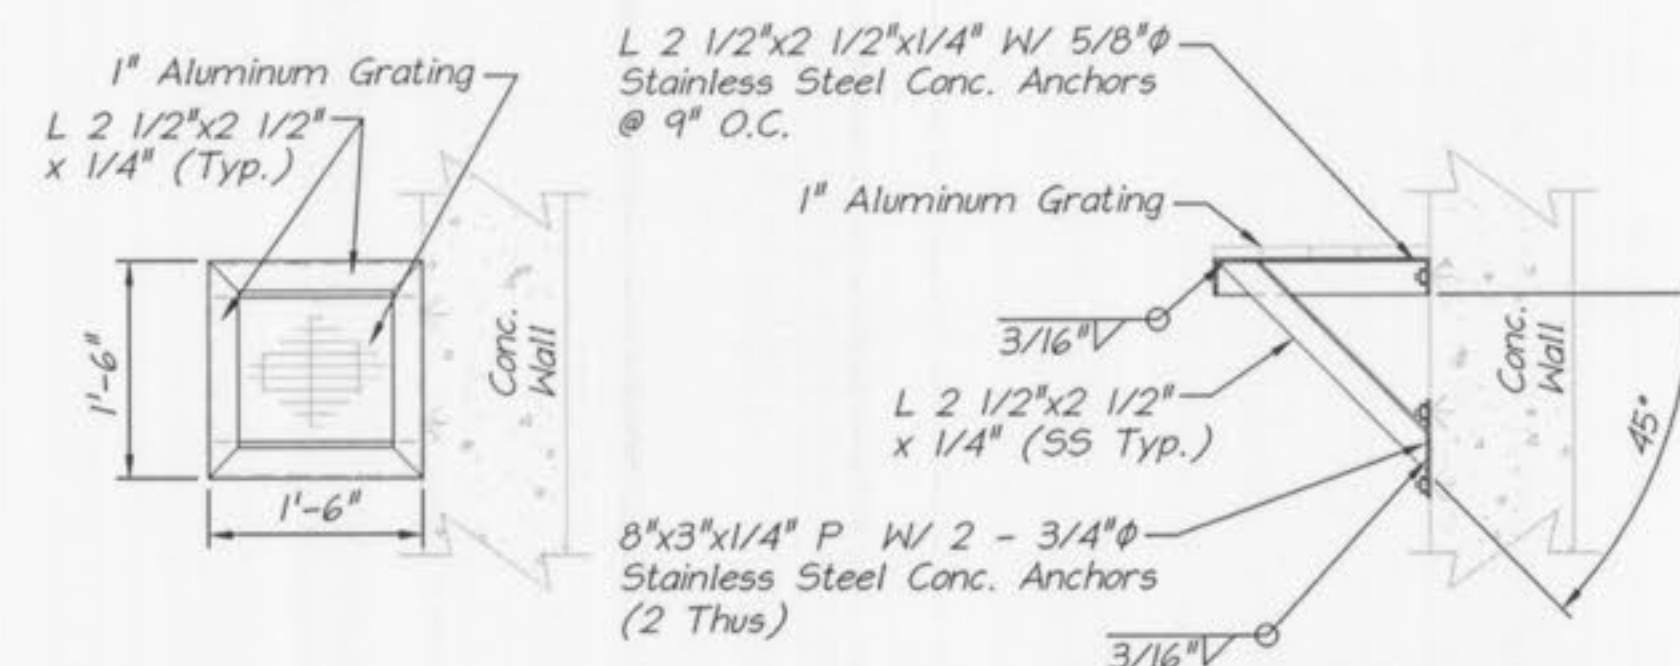 1" Aluminum Grating
L 2 1/2"x2 1/2"
x 1/4" (Typ.)
1'-6"
1'-6"
Conc.
Wall
L 2 1/2"x2 1/2"x1/4" W/ 5/8"φ
Stainless Steel Conc. Anchors
@ 9" O.C.
1" Aluminum Grating
3/16"
L 2 1/2"x2 1/2"
x 1/4" (SS Typ.)
8"x3"x1/4" P W/ 2 - 3/4"φ
Stainless Steel Conc. Anchors
(2 Thus)
3/16"
Conc.
Wall
45°